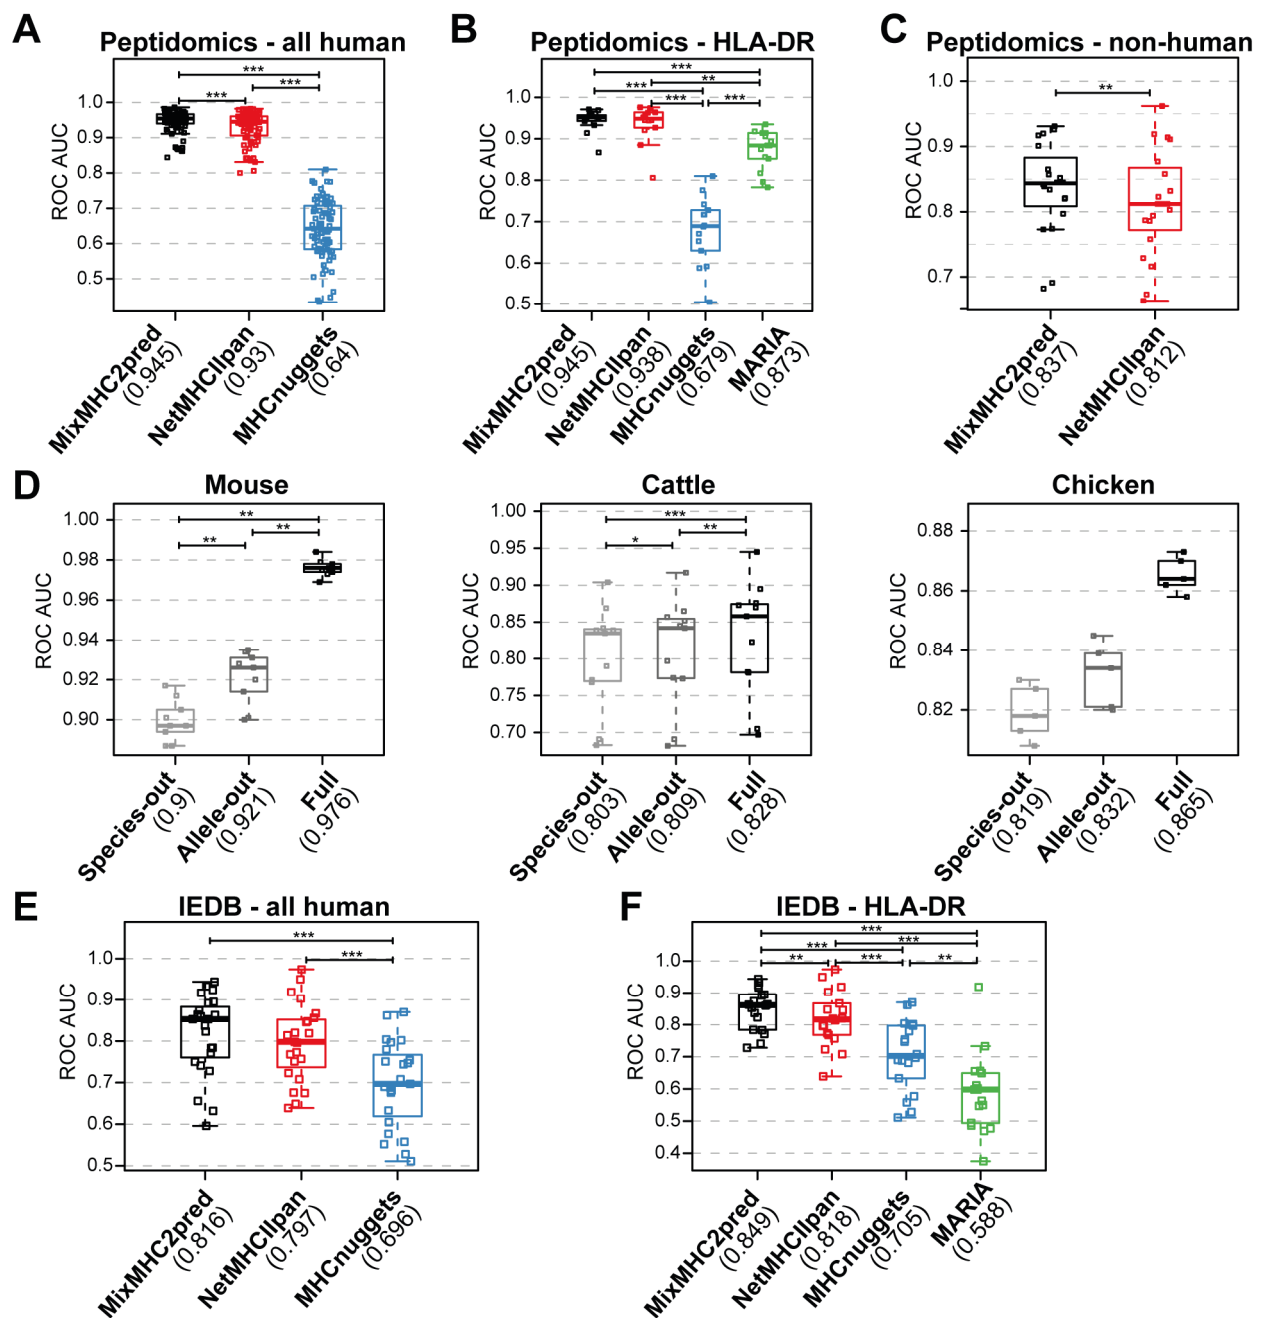 A
Peptidomics - all human
ROC AUC
1.0
0.9
0.8
0.7
0.6
0.5
***
***
***
MixMHC2pred
(0.945)
NetMHCIIpan
(0.93)
MHCnuggets
(0.64)
B
Peptidomics - HLA-DR
ROC AUC
1.0
0.9
0.8
0.7
0.6
0.5
***
**
***
***
***
MixMHC2pred
(0.945)
NetMHCIIpan
(0.938)
MHCnuggets
(0.679)
MARIA
(0.873)
C
Peptidomics - non-human
ROC AUC
1.0
0.9
0.8
0.7
**
MixMHC2pred
(0.837)
NetMHCIIpan
(0.812)
D
Mouse
ROC AUC
1.00
0.98
0.96
0.94
0.92
0.90
**
**
**
Species-out
(0.9)
Allele-out
(0.921)
Full
(0.976)
Cattle
ROC AUC
1.00
0.95
0.90
0.85
0.80
0.75
0.70
***
**
*
Species-out
(0.803)
Allele-out
(0.809)
Full
(0.828)
Chicken
ROC AUC
0.88
0.86
0.84
0.82
Species-out
(0.819)
Allele-out
(0.832)
Full
(0.865)
E
IEDB - all human
ROC AUC
1.0
0.9
0.8
0.7
0.6
0.5
***
***
MixMHC2pred
(0.816)
NetMHCIIpan
(0.797)
MHCnuggets
(0.696)
F
IEDB - HLA-DR
ROC AUC
1.0
0.9
0.8
0.7
0.6
0.5
0.4
***
***
***
**
***
**
MixMHC2pred
(0.849)
NetMHCIIpan
(0.818)
MHCnuggets
(0.705)
MARIA
(0.588)